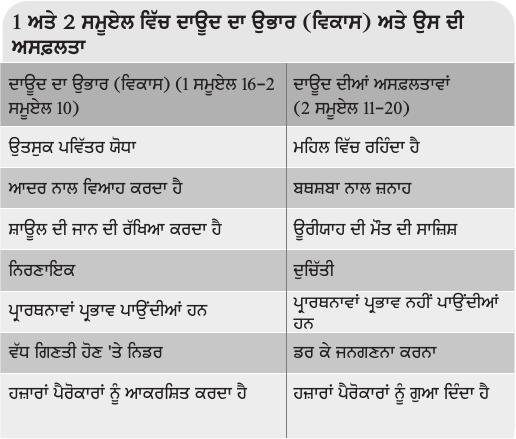 1 ਅਤੇ 2 ਸਮੂਏਲ ਵਿੱਚ ਦਾਊਦ ਦਾ ਉਭਾਰ (ਵਿਕਾਸ) ਅਤੇ ਉਸ ਦੀ
ਅਸਫ਼ਲਤਾ
ਦਾਊਦ ਦਾ ਉਭਾਰ (ਵਿਕਾਸ) (1 ਸਮੂਏਲ 16–2
ਸਮੂਏਲ 10)
ਦਾਊਦ ਦੀਆਂ ਅਸਫ਼ਲਤਾਵਾਂ
(2 ਸਮੂਏਲ 11–20)
ਉਤਸੁਕ ਪਵਿੱਤਰ ਯੋਧਾ
ਮਹਿਲ ਵਿੱਚ ਰਹਿੰਦਾ ਹੈ
ਆਦਰ ਨਾਲ ਵਿਆਹ ਕਰਦਾ ਹੈ
ਬਥਸ਼ਬਾ ਨਾਲ ਜ਼ਨਾਹ
ਸ਼ਾਊਲ ਦੀ ਜਾਨ ਦੀ ਰੱਖਿਆ ਕਰਦਾ ਹੈ
ਊਰੀਯਾਹ ਦੀ ਮੌਤ ਦੀ ਸਾਜ਼ਿਸ਼
ਨਿਰਣਾਇਕ
ਦੁਚਿੱਤੀ
ਪ੍ਰਾਰਥਨਾਵਾਂ ਪ੍ਰਭਾਵ ਪਾਉਂਦੀਆਂ ਹਨ
ਪ੍ਰਾਰਥਨਾਵਾਂ ਪ੍ਰਭਾਵ ਨਹੀਂ ਪਾਉਂਦੀਆਂ
ਹਨ
ਵੱਧ ਗਿਣਤੀ ਹੋਣ 'ਤੇ ਨਿਡਰ
ਡਰ ਕੇ ਜਨਗਣਨਾ ਕਰਨਾ
ਹਜ਼ਾਰਾਂ ਪੈਰੋਕਾਰਾਂ ਨੂੰ ਆਕਰਸ਼ਿਤ ਕਰਦਾ ਹੈ
ਹਜ਼ਾਰਾਂ ਪੈਰੋਕਾਰਾਂ ਨੂੰ ਗੁਆ ਦਿੰਦਾ ਹੈ